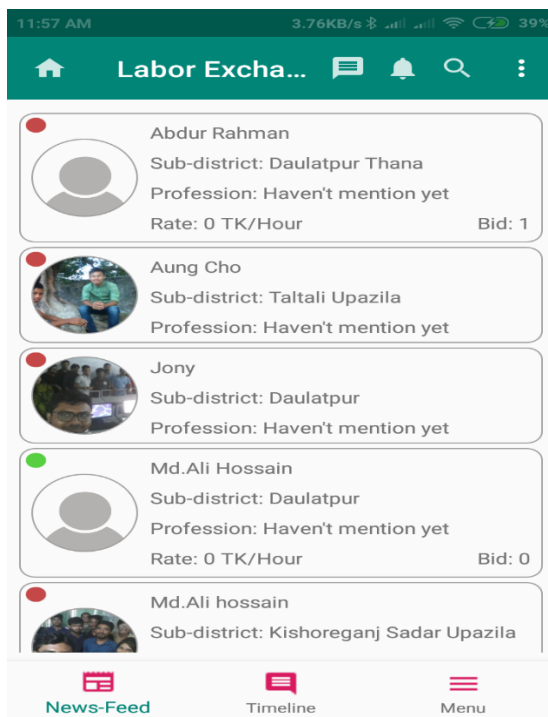 11:57 AM 3.76KB/s 39%
Labor Excha...
Abdur Rahman
Sub-district: Daulatpur Thana
Profession: Haven't mention yet
Rate: 0 TK/Hour Bid: 1
Aung Cho
Sub-district: Taltali Upazila
Profession: Haven't mention yet
Jony
Sub-district: Daulatpur
Profession: Haven't mention yet
Md.Ali Hossain
Sub-district: Daulatpur
Profession: Haven't mention yet
Rate: 0 TK/Hour Bid: 0
Md.Ali hossain
Sub-district: Kishoreganj Sadar Upazila
News-Feed Timeline Menu